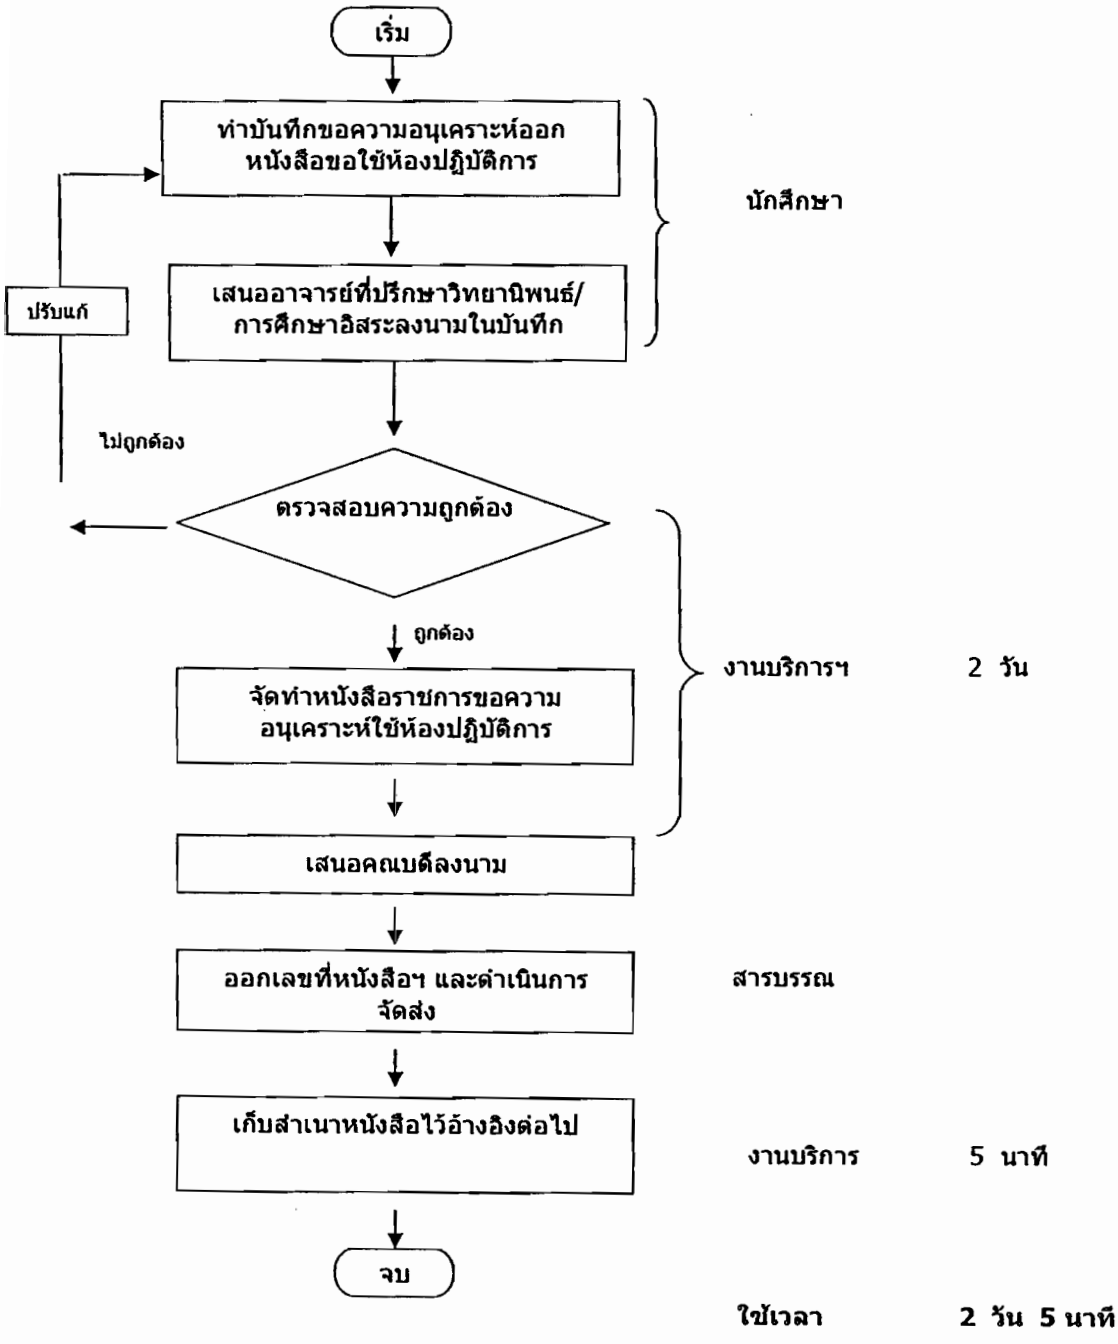 เริ่ม
ทำบันทึกขอความอนุเคราะห์ออก
หนังสือขอใช้ห้องปฏิบัติการ
นักศึกษา
เสนออาจารย์ที่ปรึกษาวิทยานิพนธ์/
การศึกษาอิสระลงนามในบันทึก
ปรับแก้
ไม่ถูกต้อง
ตรวจสอบความถูกต้อง
ถูกต้อง
งานบริการฯ 2 วัน
จัดทำหนังสือราชการขอความ
อนุเคราะห์ใช้ห้องปฏิบัติการ
เสนอคณบดีลงนาม
ออกเลขที่หนังสือฯ และดำเนินการ
จัดส่ง
สารบรรณ
เก็บสำเนาหนังสือไว้อ้างอิงต่อไป
งานบริการ 5 นาที
จบ
ใช้เวลา 2 วัน 5 นาที